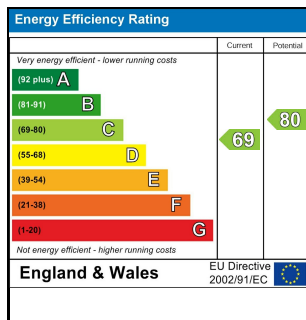 Energy Efficiency Rating
Current Potential
Very energy efficient - lower running costs
(92 plus) A
(81-91) B
(69-80) C
(55-68) D
(39-54) E
(21-38) F
(1-20) G
69
80
Not energy efficient - higher running costs
England & Wales
EU Directive
2002/91/EC